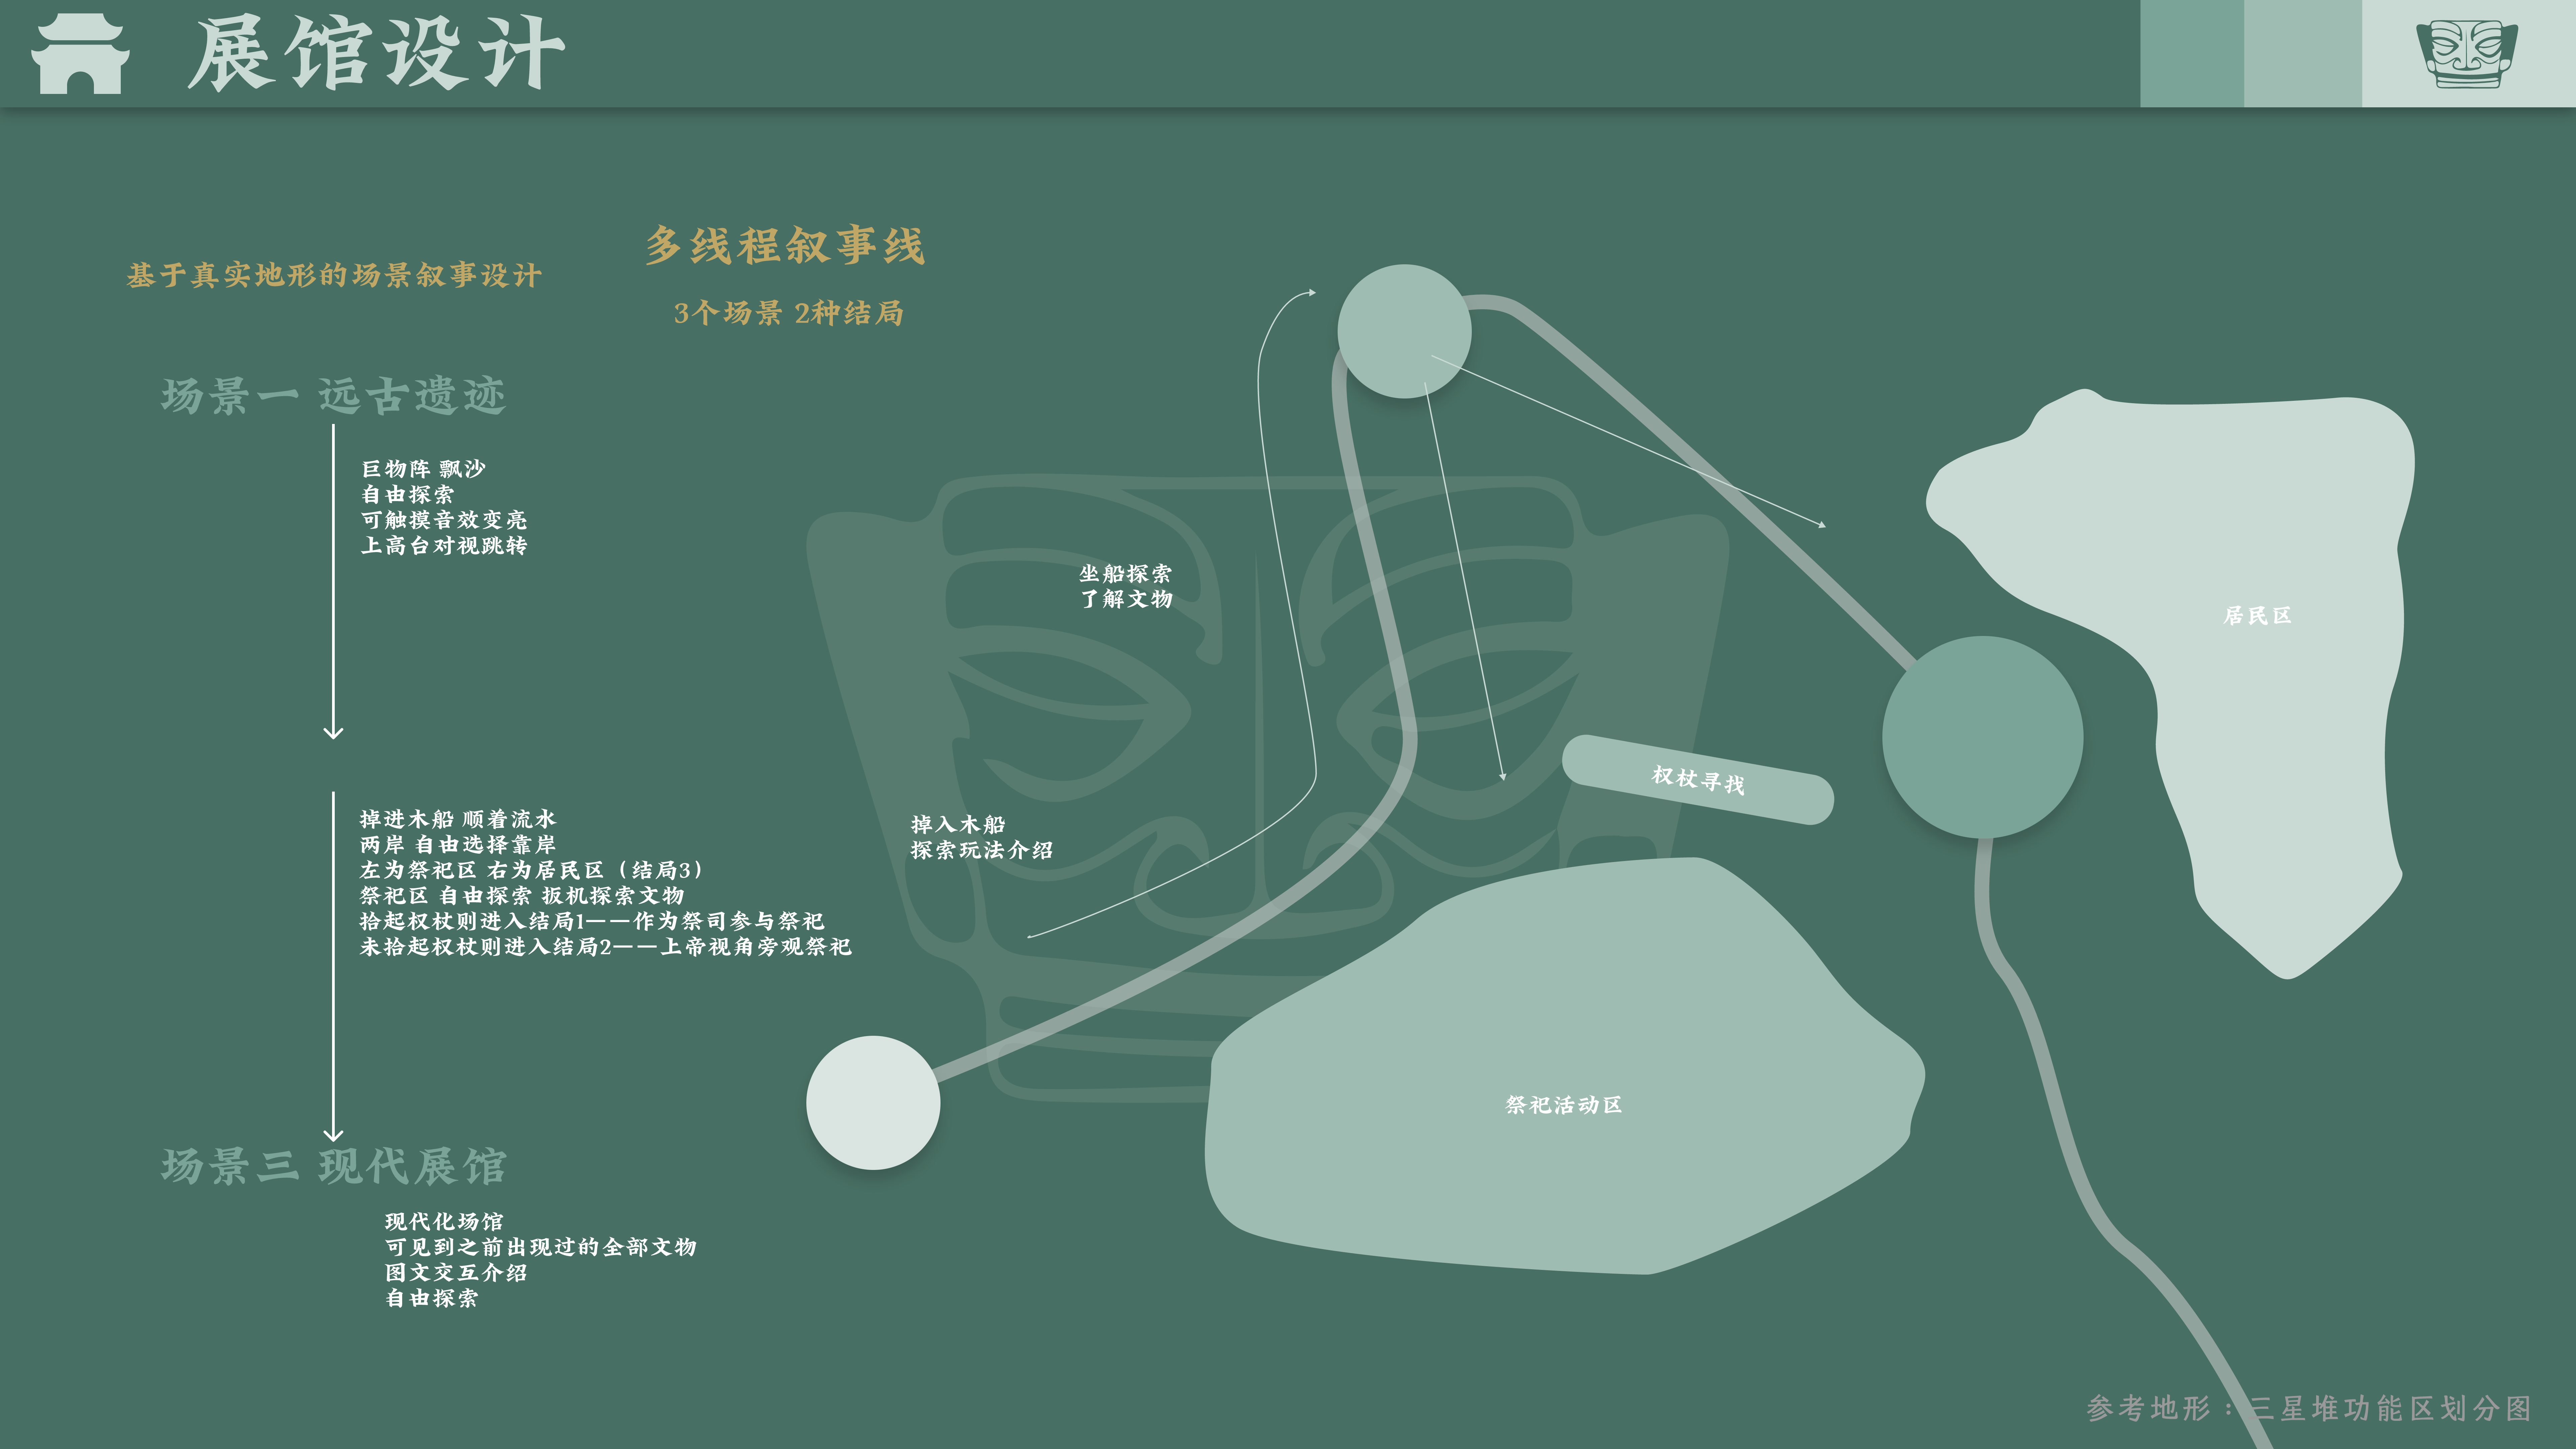 展馆设计
基于真实地形的场景叙事设计
多线程叙事线
3个场景 2种结局
场景一 远古遗迹
巨物阵 飘沙
自由探索
可触摸音效变亮
上高台对视跳转
掉进木船 顺着流水
两岸 自由选择靠岸
左为祭祀区 右为居民区（结局3）
祭祀区 自由探索 扳机探索文物
拾起权杖则进入结局1——作为祭司参与祭祀
未拾起权杖则进入结局2——上帝视角旁观祭祀
场景三 现代展馆
现代化场馆
可见到之前出现过的全部文物
图文交互介绍
自由探索
坐船探索
了解文物
掉入木船
探索玩法介绍
权杖寻找
居民区
祭祀活动区
参考地形：三星堆功能区划分图